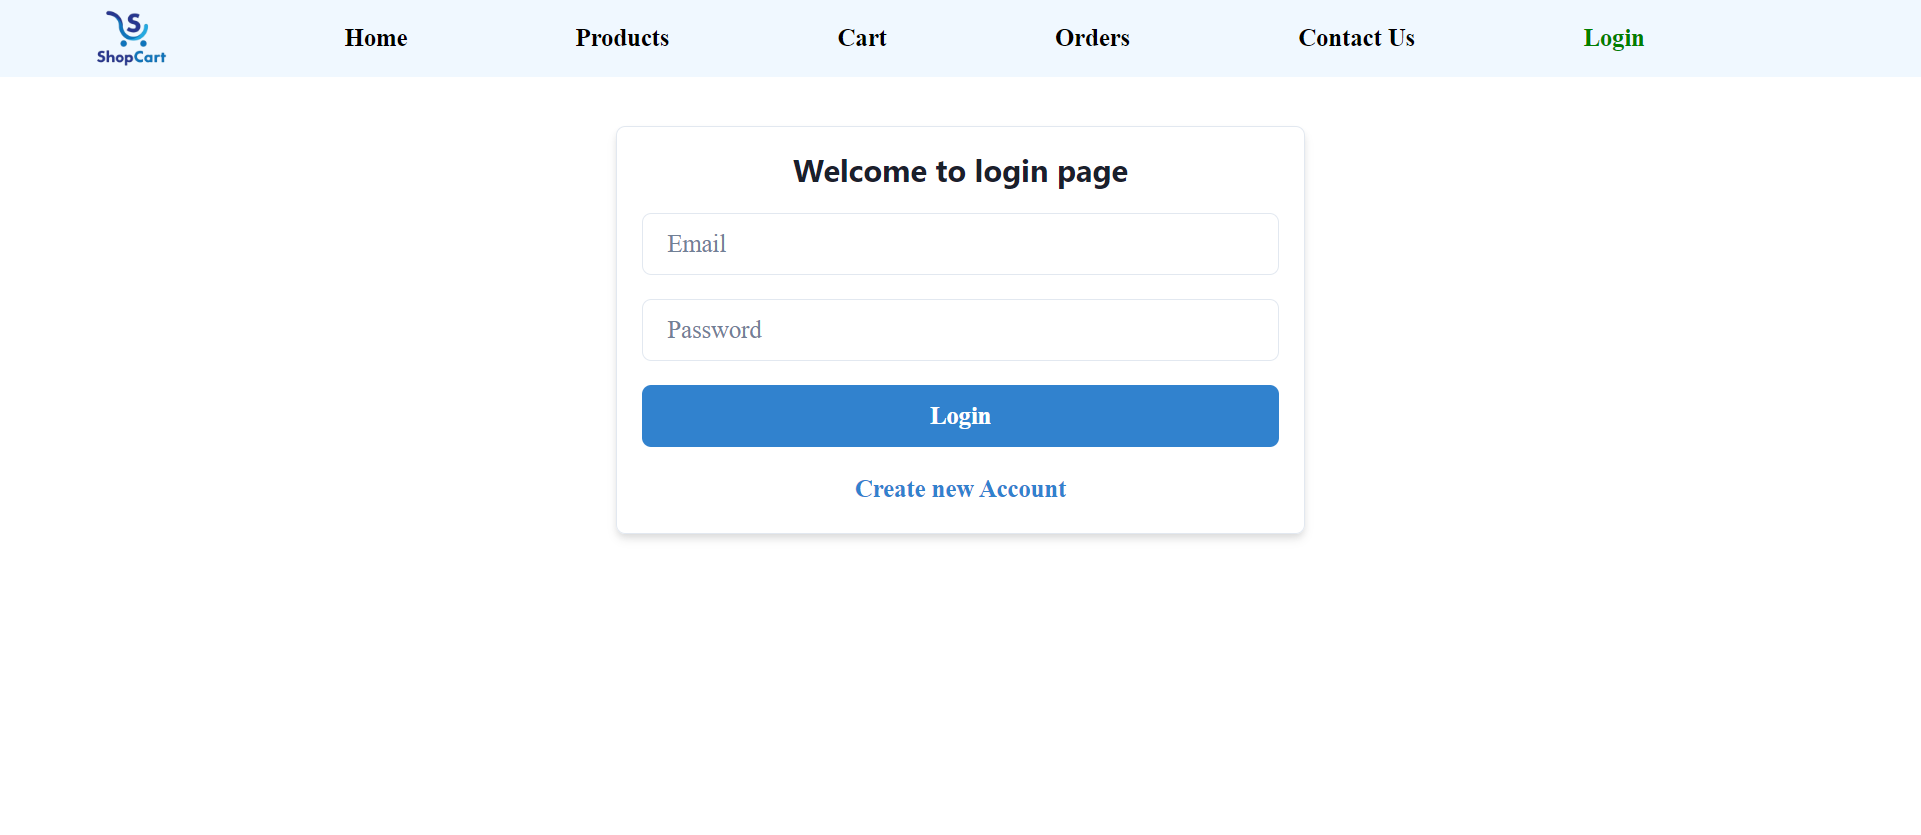 S
ShopCart
Home Products Cart Orders Contact Us Login
Welcome to login page
Email
Password
Login
Create new Account